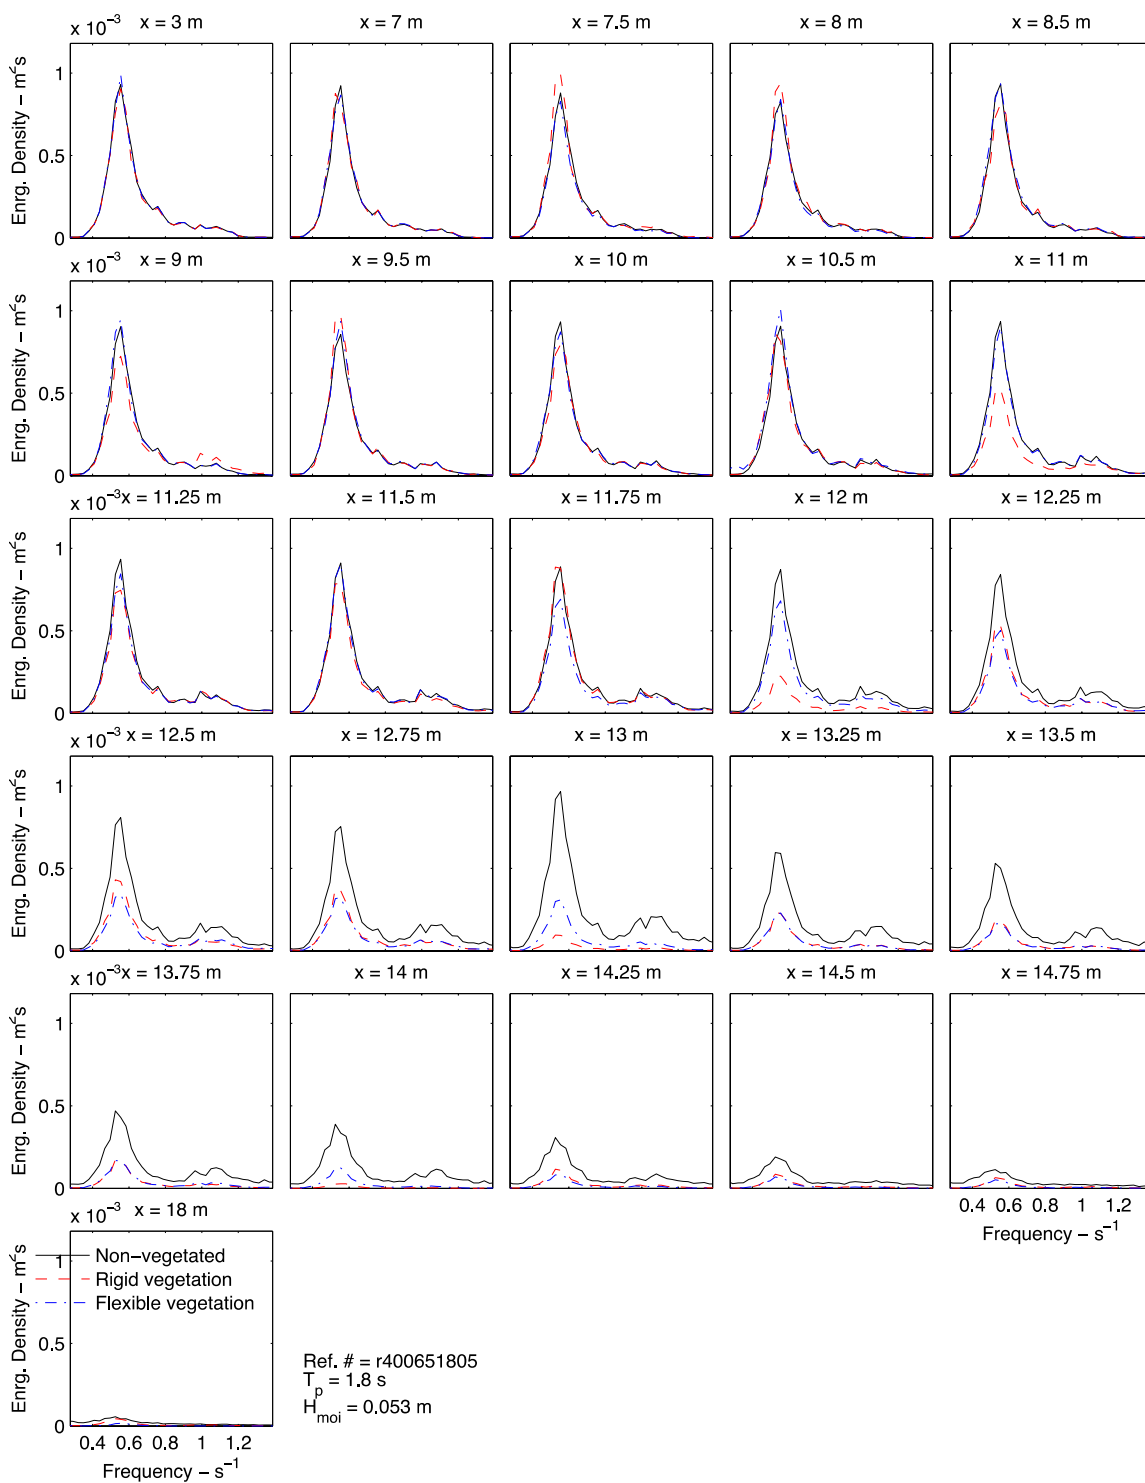 x 10⁻³ x = 3 m x = 7 m x = 7.5 m x = 8 m x = 8.5 m
Enrg. Density − m²s
1
0.5
0
x 10⁻³ x = 9 m x = 9.5 m x = 10 m x = 10.5 m x = 11 m
Enrg. Density − m²s
1
0.5
0
x 10⁻³ x = 11.25 m x = 11.5 m x = 11.75 m x = 12 m x = 12.25 m
Enrg. Density − m²s
1
0.5
0
x 10⁻³ x = 12.5 m x = 12.75 m x = 13 m x = 13.25 m x = 13.5 m
Enrg. Density − m²s
1
0.5
0
x 10⁻³ x = 13.75 m x = 14 m x = 14.25 m x = 14.5 m x = 14.75 m
Enrg. Density − m²s
1
0.5
0
0.4 0.6 0.8 1 1.2
Frequency − s⁻¹
x 10⁻³ x = 18 m
Enrg. Density − m²s
1
0.5
0
Non−vegetated
Rigid vegetation
Flexible vegetation
0.4 0.6 0.8 1 1.2
Frequency − s⁻¹
Ref. # = r400651805
Tₚ = 1.8 s
H_moi = 0.053 m